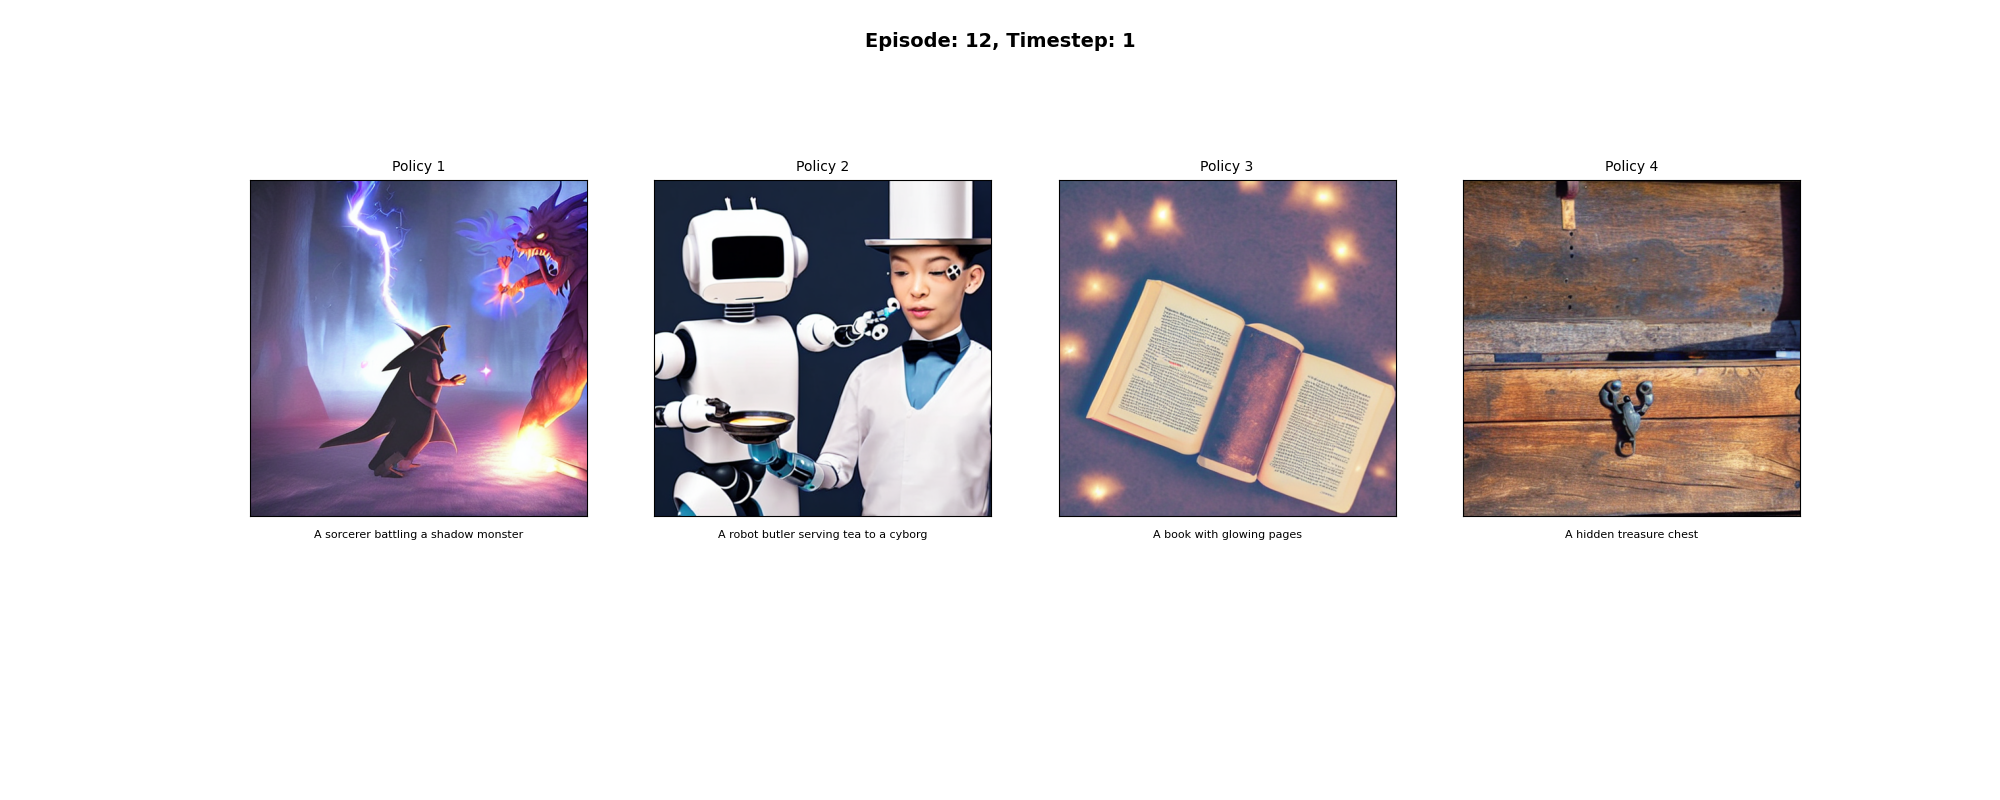 Episode: 12, Timestep: 1
Policy 1
Policy 2
Policy 3
Policy 4
A sorcerer battling a shadow monster
A robot butler serving tea to a cyborg
A book with glowing pages
A hidden treasure chest